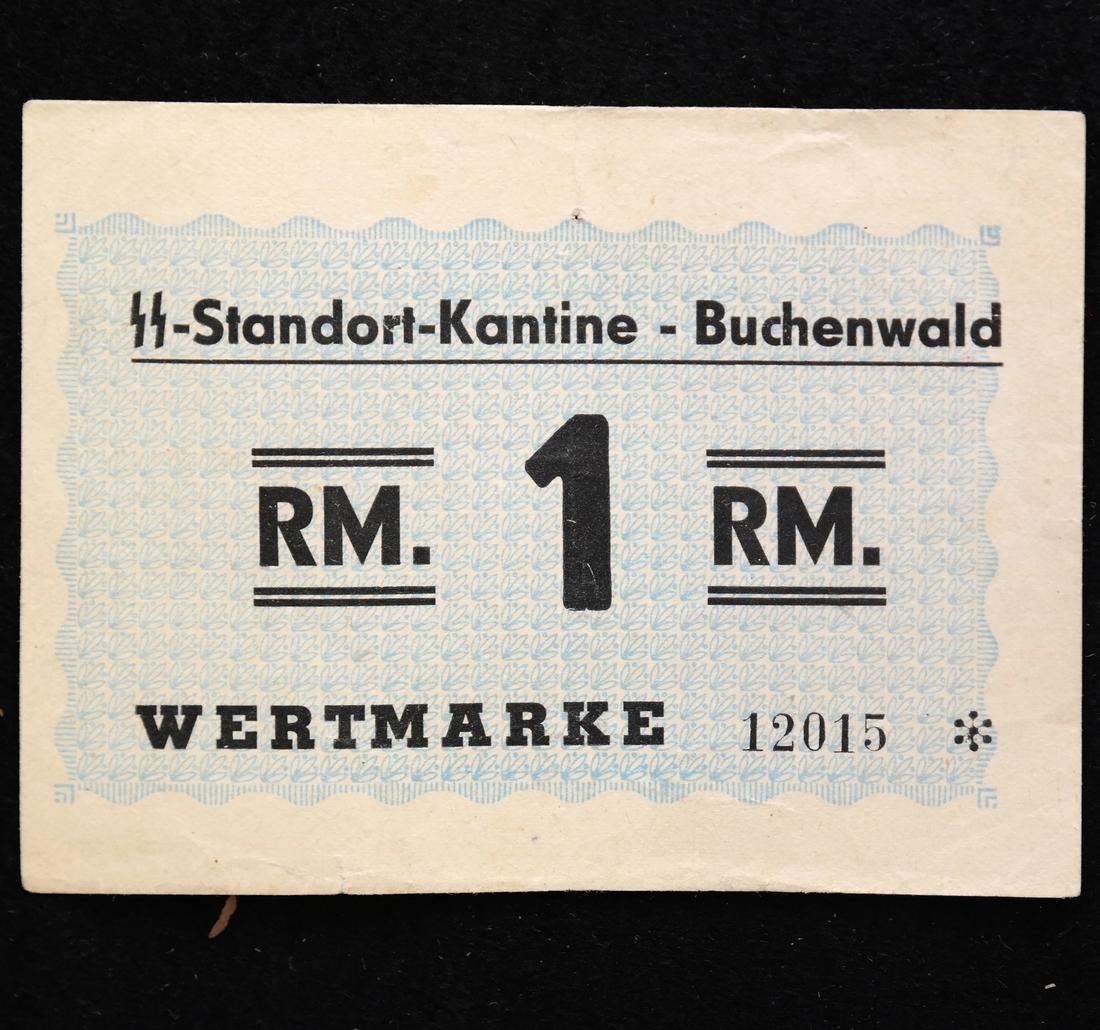 ᛋᛋ-Standort-Kantine - Buchenwald
RM. 1 RM.
WERTMARKE 12015 *